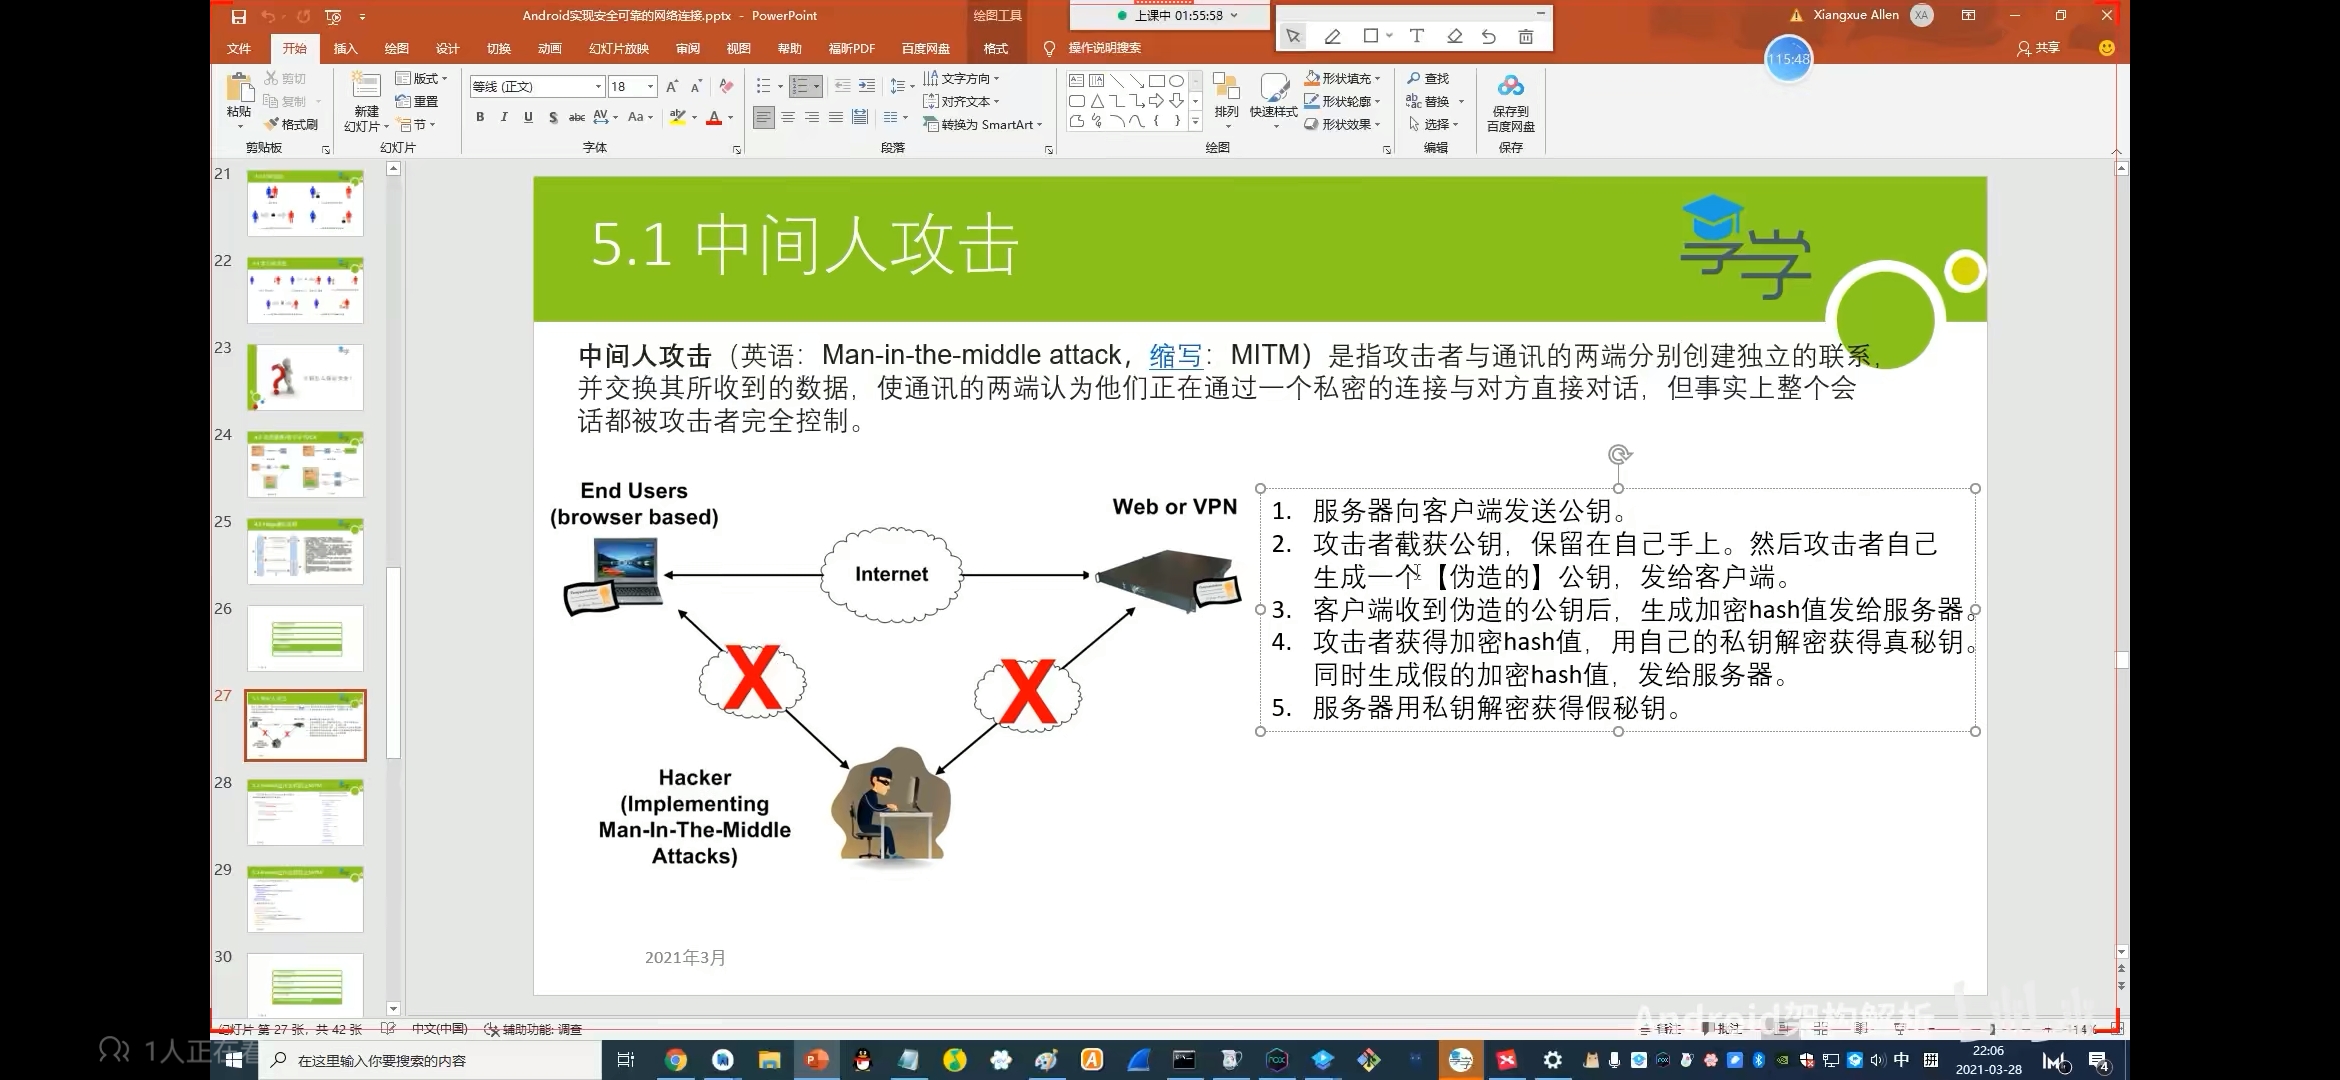 Android实现安全可靠的网络连接.pptx - PowerPoint
绘图工具
上课中 01:55:58
Xiangxue Allen
XA
文件 开始 插入 绘图 设计 切换 动画 幻灯片放映 审阅 视图 帮助 福昕PDF 百度网盘 格式 操作说明搜索
共享
115:48
粘贴
剪切
复制
格式刷
剪贴板
新建
幻灯片
版式
重置
节
幻灯片
等线 (正文) 18
B I U S abc AV Aa A
字体
文字方向
对齐文本
转换为 SmartArt
段落
排列
快速样式
形状填充
形状轮廓
形状效果
绘图
查找
替换
选择
编辑
保存到
百度网盘
保存
21
22
23
24
25
26
27
28
29
30
5.1 中间人攻击
享学
中间人攻击（英语：Man-in-the-middle attack，缩写：MITM）是指攻击者与通讯的两端分别创建独立的联系，
并交换其所收到的数据，使通讯的两端认为他们正在通过一个私密的连接与对方直接对话，但事实上整个会
话都被攻击者完全控制。
End Users
(browser based)
Internet
Web or VPN
X
X
Hacker
(Implementing
Man-In-The-Middle
Attacks)
1. 服务器向客户端发送公钥。
2. 攻击者截获公钥，保留在自己手上。然后攻击者自己
生成一个【伪造的】公钥，发给客户端。
3. 客户端收到伪造的公钥后，生成加密hash值发给服务器。
4. 攻击者获得加密hash值，用自己的私钥解密获得真秘钥。
同时生成假的加密hash值，发给服务器。
5. 服务器用私钥解密获得假秘钥。
2021年3月
Android架构解析
幻灯片 第 27 张，共 42 张 中文(中国) 辅助功能: 调查
批注
1人正在看
在这里输入你要搜索的内容
中
拼
22:06
2021-03-28
4